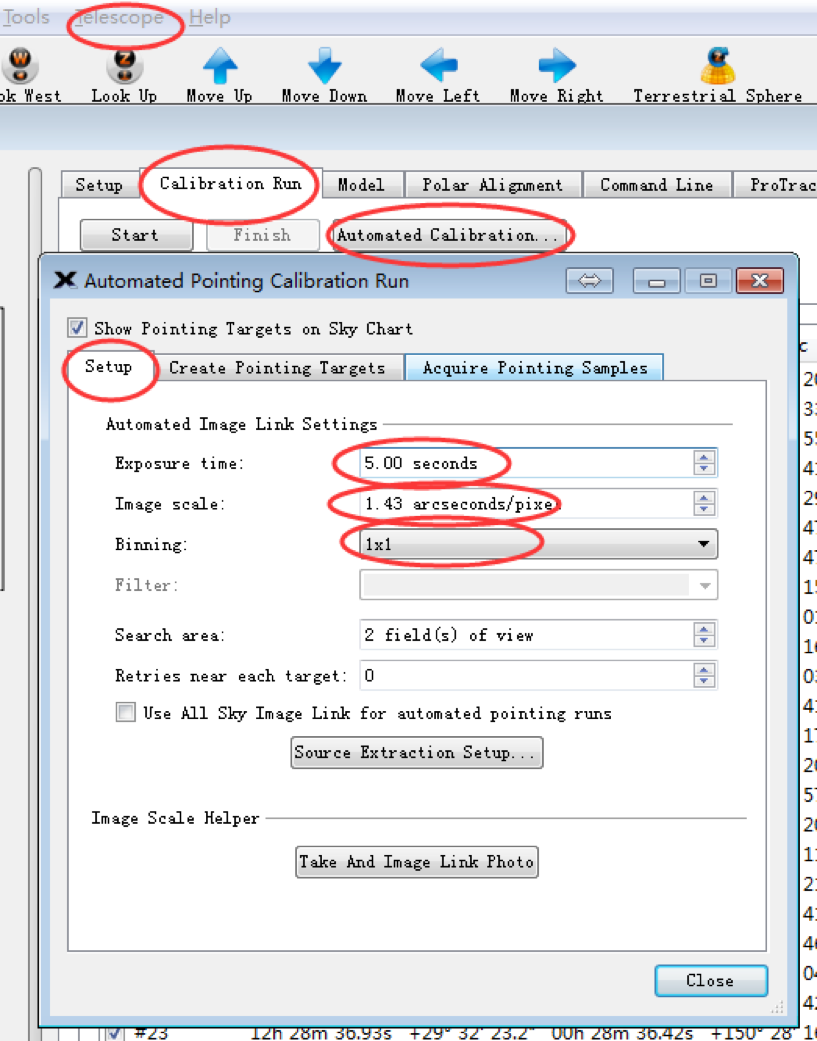 Tools Telescope Help
ok West Look Up Move Up Move Down Move Left Move Right Terrestrial Sphere
Setup Calibration Run Model Polar Alignment Command Line ProTrac
Start Finish Automated Calibration...
Automated Pointing Calibration Run
Show Pointing Targets on Sky Chart
Setup Create Pointing Targets Acquire Pointing Samples
Automated Image Link Settings
Exposure time: 5.00 seconds
Image scale: 1.43 arcseconds/pixel
Binning: 1x1
Filter:
Search area: 2 field(s) of view
Retries near each target: 0
Use All Sky Image Link for automated pointing runs
Source Extraction Setup...
Image Scale Helper
Take And Image Link Photo
Close
#23 12h 28m 36.93s +29° 32' 23.2" 00h 28m 36.42s +150° 28' 16